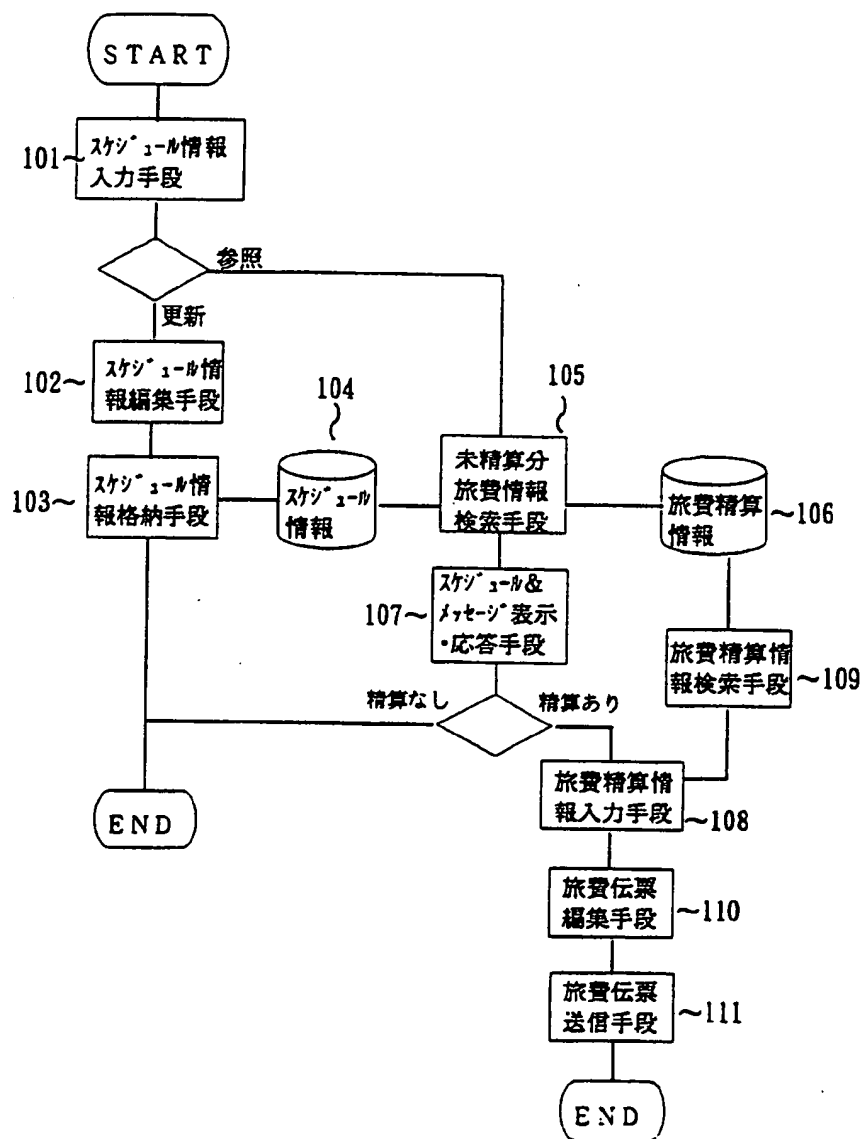 START
101~
スケジュール情報
入力手段
参照
更新
102~
スケジュール情
報編集手段
104
105
103~
スケジュール情
報格納手段
スケジュール
情報
未精算分
旅費情報
検索手段
旅費精算
情報
~106
107~
スケジュール&
メッセージ表示
・応答手段
旅費精算情
報検索手段
~109
精算なし
精算あり
旅費精算情
報入力手段
~108
END
旅費伝票
編集手段
~110
旅費伝票
送信手段
~111
END